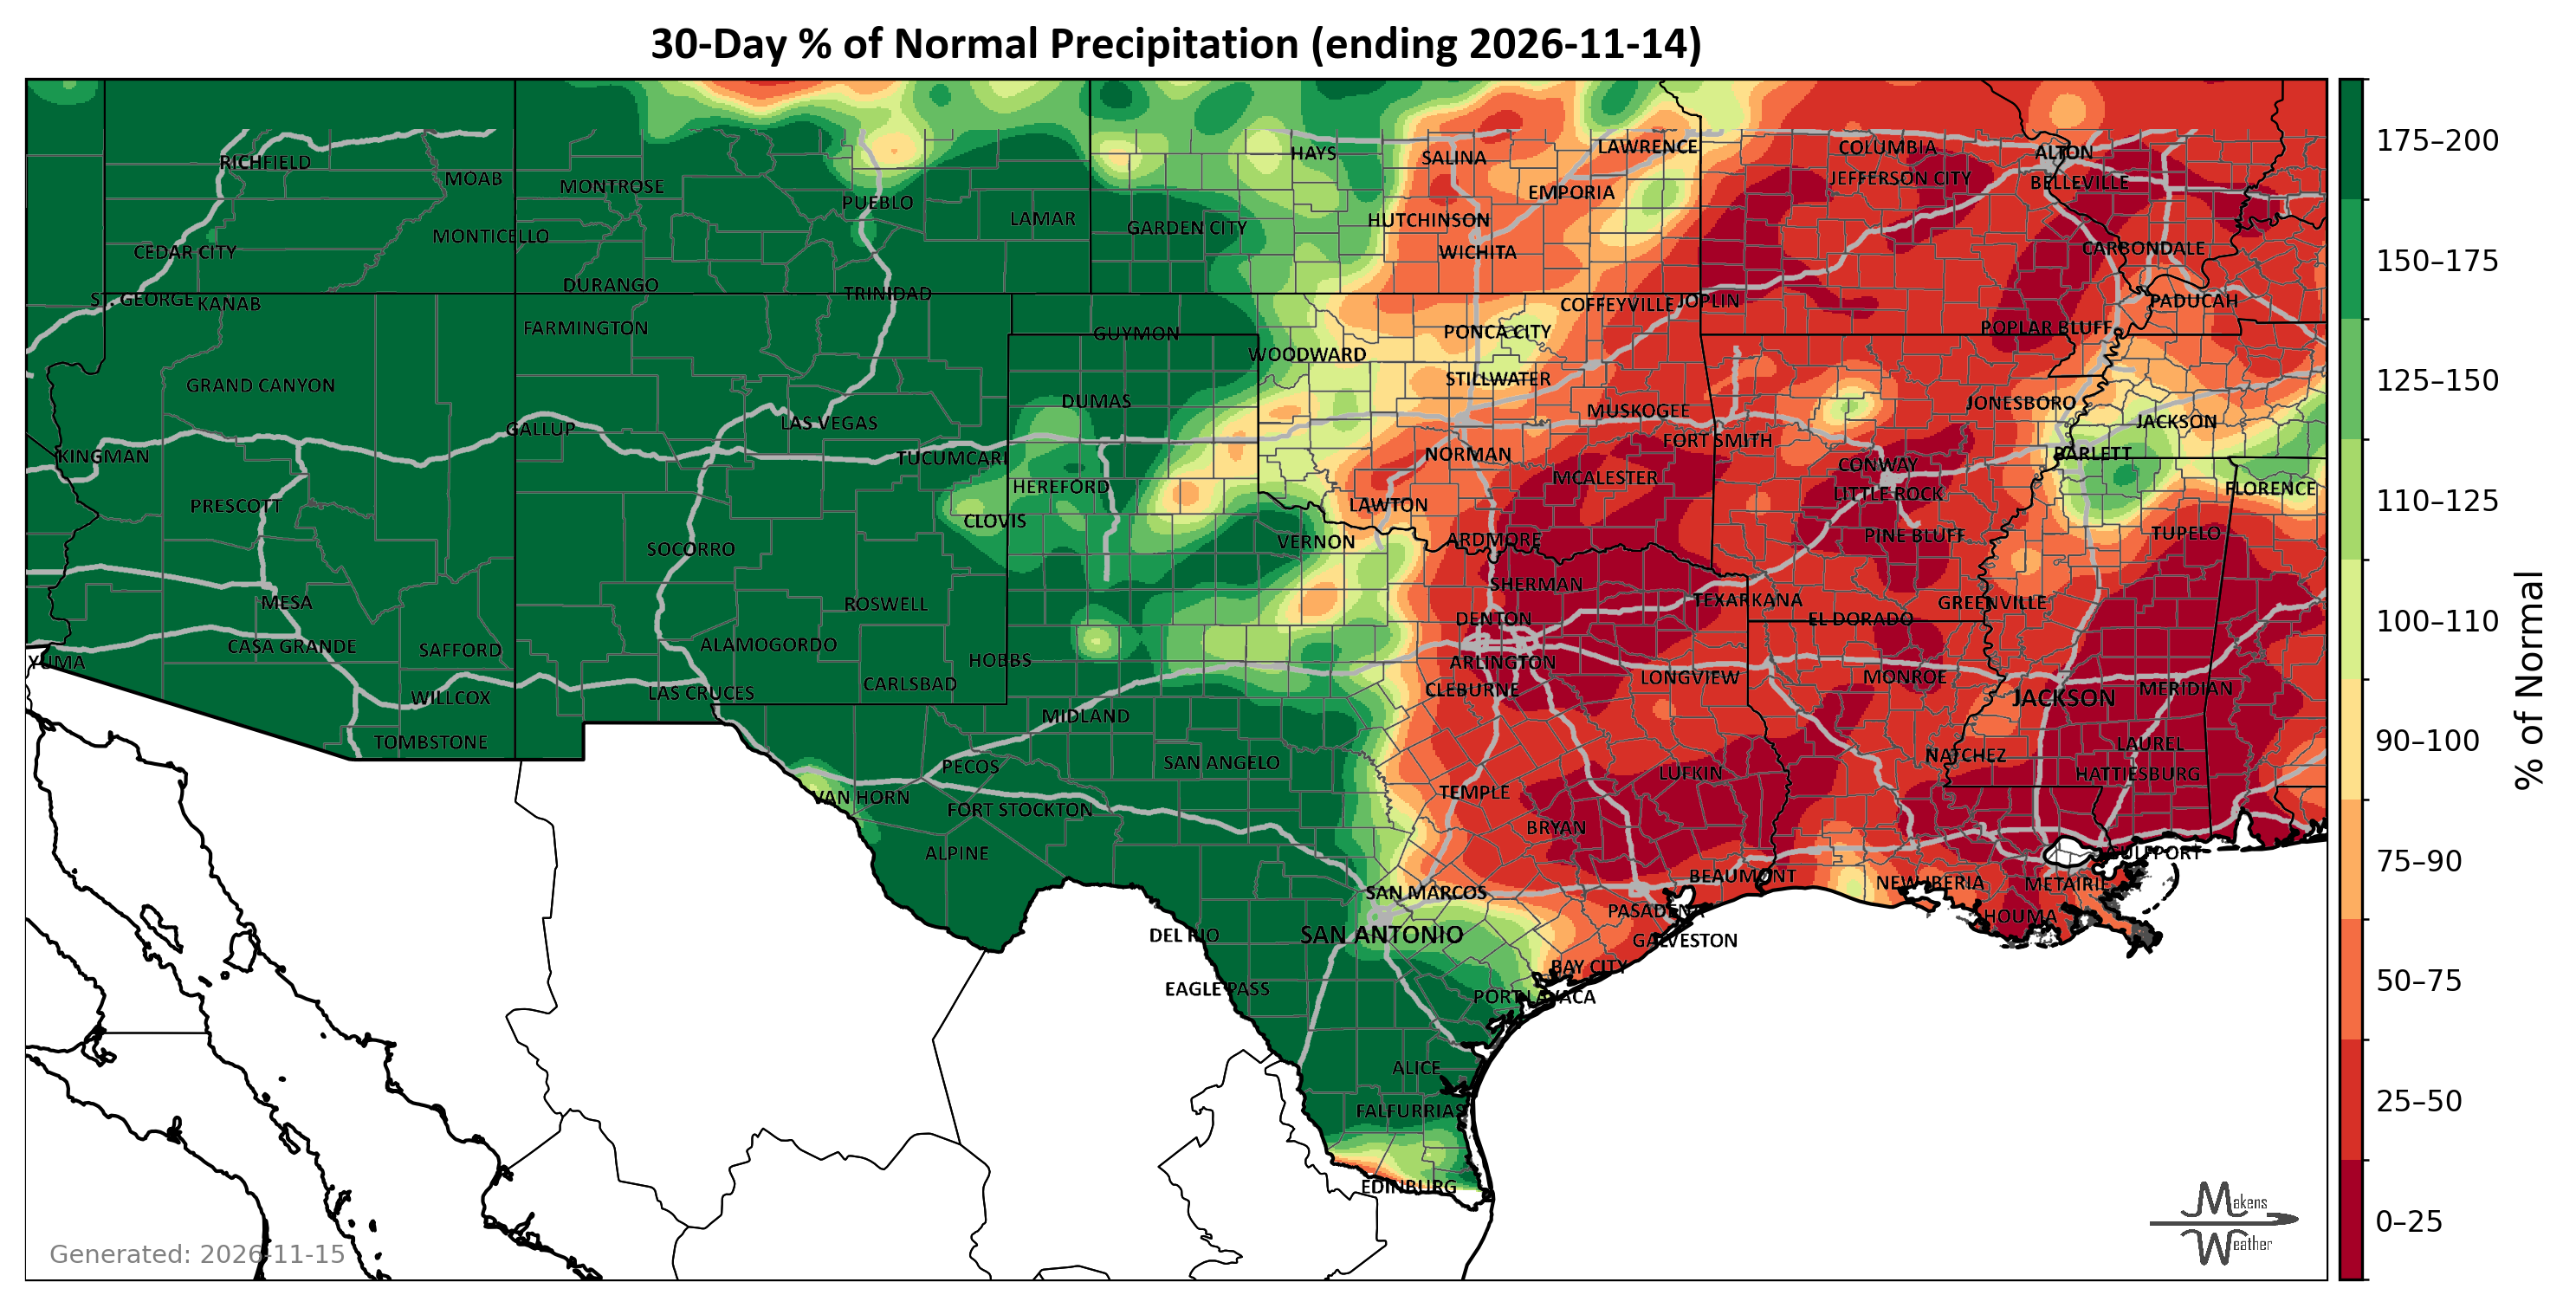 30-Day % of Normal Precipitation (ending 2026-11-14)
RICHFIELD
MOAB
MONTROSE
PUEBLO
LAMAR
GARDEN CITY
HAYS
SALINA
LAWRENCE
EMPORIA
HUTCHINSON
WICHITA
COLUMBIA
JEFFERSON CITY
ALTON
BELLEVILLE
CEDAR CITY
MONTICELLO
DURANGO
TRINIDAD
CARBONDALE
ST. GEORGE
KANAB
FARMINGTON
GUYMON
COFFEYVILLE
JOPLIN
PADUCAH
PONCA CITY
POPLAR BLUFF
WOODWARD
GRAND CANYON
DUMAS
STILLWATER
JONESBORO
GALLUP
LAS VEGAS
MUSKOGEE
JACKSON
KINGMAN
TUCUMCARI
NORMAN
FORT SMITH
CONWAY
BARLETT
PRESCOTT
HEREFORD
MCALESTER
LITTLE ROCK
FLORENCE
CLOVIS
LAWTON
SOCORRO
VERNON
ARDMORE
PINE BLUFF
TUPELO
MESA
ROSWELL
SHERMAN
TEXARKANA
GREENVILLE
DENTON
EL DORADO
CASA GRANDE
SAFFORD
ALAMOGORDO
HOBBS
ARLINGTON
YUMA
WILLCOX
LAS CRUCES
CARLSBAD
CLEBURNE
LONGVIEW
MONROE
JACKSON
MERIDIAN
MIDLAND
TOMBSTONE
PECOS
SAN ANGELO
NATCHEZ
LAUREL
LUFKIN
HATTIESBURG
VAN HORN
FORT STOCKTON
TEMPLE
BRYAN
ALPINE
GULFPORT
SAN MARCOS
BEAUMONT
NEW IBERIA
METAIRIE
PASADENA
HOUMA
DEL RIO
SAN ANTONIO
GALVESTON
BAY CITY
EAGLE PASS
PORT LAVACA
ALICE
FALFURRIAS
EDINBURG
Generated: 2026-11-15
Makens
Weather
175–200
150–175
125–150
110–125
100–110
90–100
75–90
50–75
25–50
0–25
% of Normal